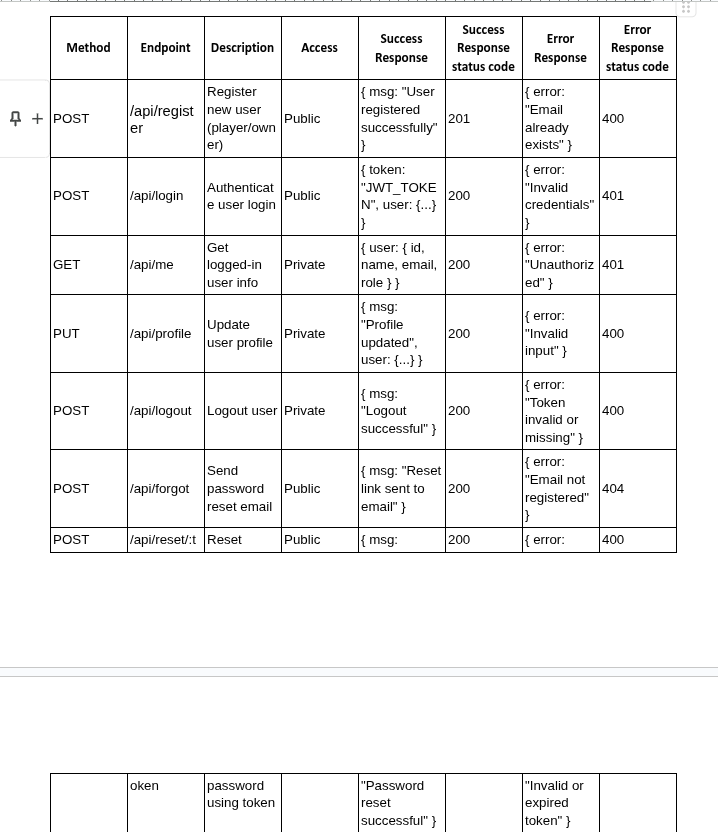 Method Endpoint Description Access Success Response Success Response status code Error Response Error Response status code
POST /api/register Register new user (player/owner) Public { msg: "User registered successfully" } 201 { error: "Email already exists" } 400
POST /api/login Authenticate user login Public { token: "JWT_TOKEN", user: {...} } 200 { error: "Invalid credentials" } 401
GET /api/me Get logged-in user info Private { user: { id, name, email, role } } 200 { error: "Unauthorized" } 401
PUT /api/profile Update user profile Private { msg: "Profile updated", user: {...} } 200 { error: "Invalid input" } 400
POST /api/logout Logout user Private { msg: "Logout successful" } 200 { error: "Token invalid or missing" } 400
POST /api/forgot Send password reset email Public { msg: "Reset link sent to email" } 200 { error: "Email not registered" } 404
POST /api/reset/:t Reset Public { msg: 200 { error: 400
oken password using token "Password reset successful" } "Invalid or expired token" }